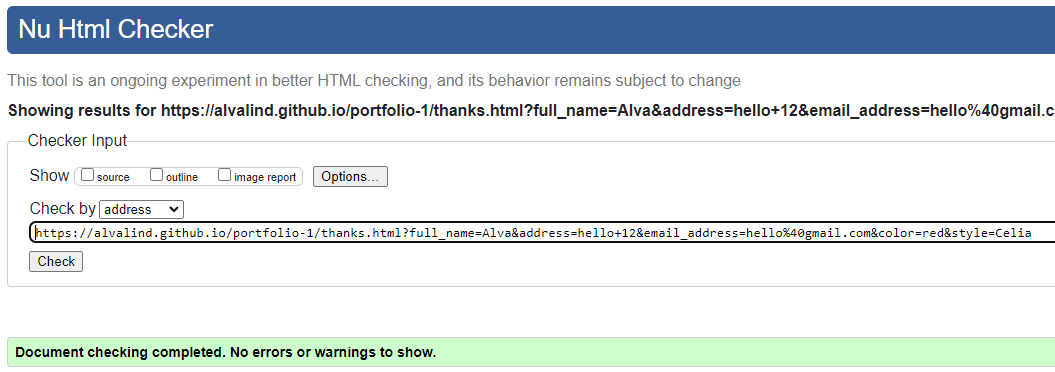 Nu Html Checker
This tool is an ongoing experiment in better HTML checking, and its behavior remains subject to change
Showing results for https://alvalind.github.io/portfolio-1/thanks.html?full_name=Alva&address=hello+12&email_address=hello%40gmail.c
Checker Input
Show source outline image report Options...
Check by address
https://alvalind.github.io/portfolio-1/thanks.html?full_name=Alva&address=hello+12&email_address=hello%40gmail.com&color=red&style=Celia
Check
Document checking completed. No errors or warnings to show.